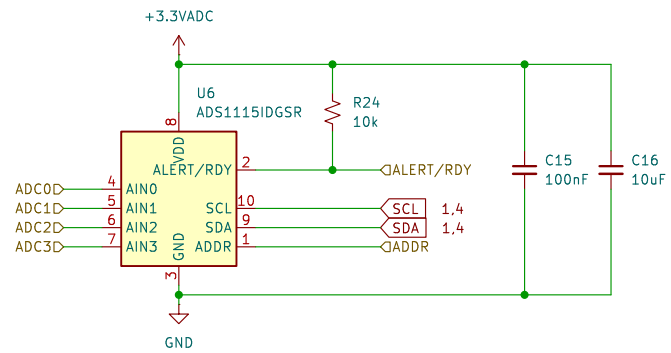 +3.3VADC
U6
ADS1115IDGSR
R24
10k
8
VDD
ALERT/RDY
2
ALERT/RDY
C15
100nF
C16
10uF
ADC0
4
AIN0
ADC1
5
AIN1
SCL
10
SCL
1,4
ADC2
6
AIN2
SDA
9
SDA
1,4
ADC3
7
AIN3
ADDR
1
ADDR
GND
3
GND